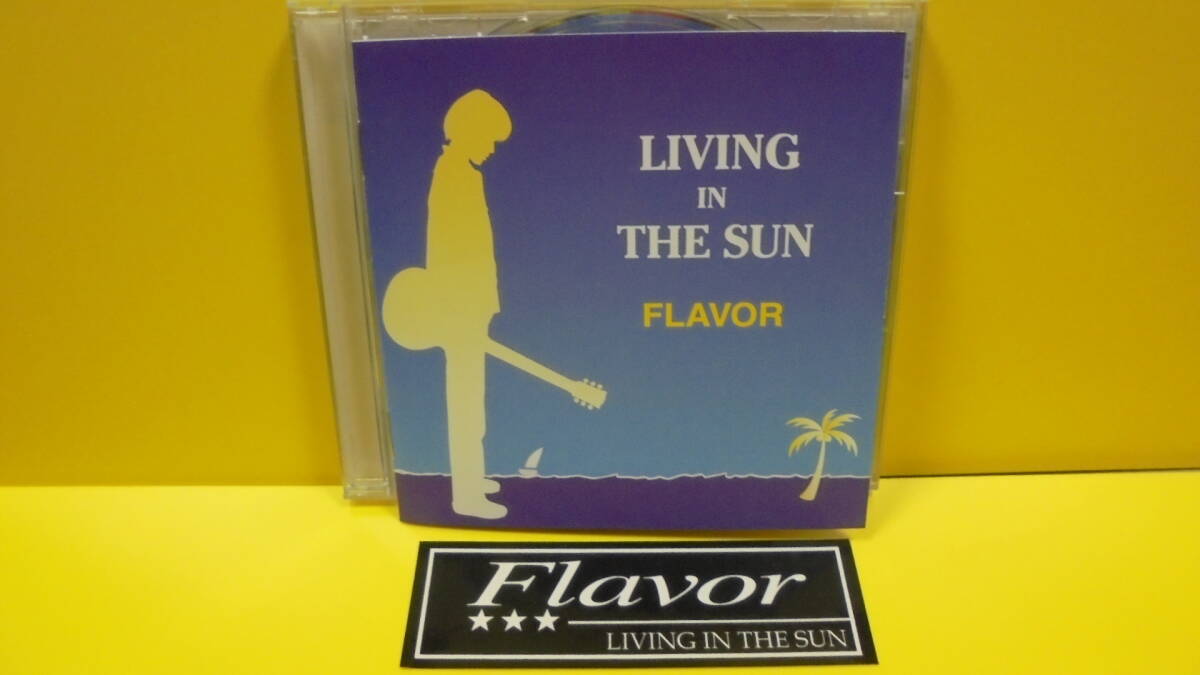 LIVING
IN
THE SUN
FLAVOR
Flavor
★★★
LIVING IN THE SUN